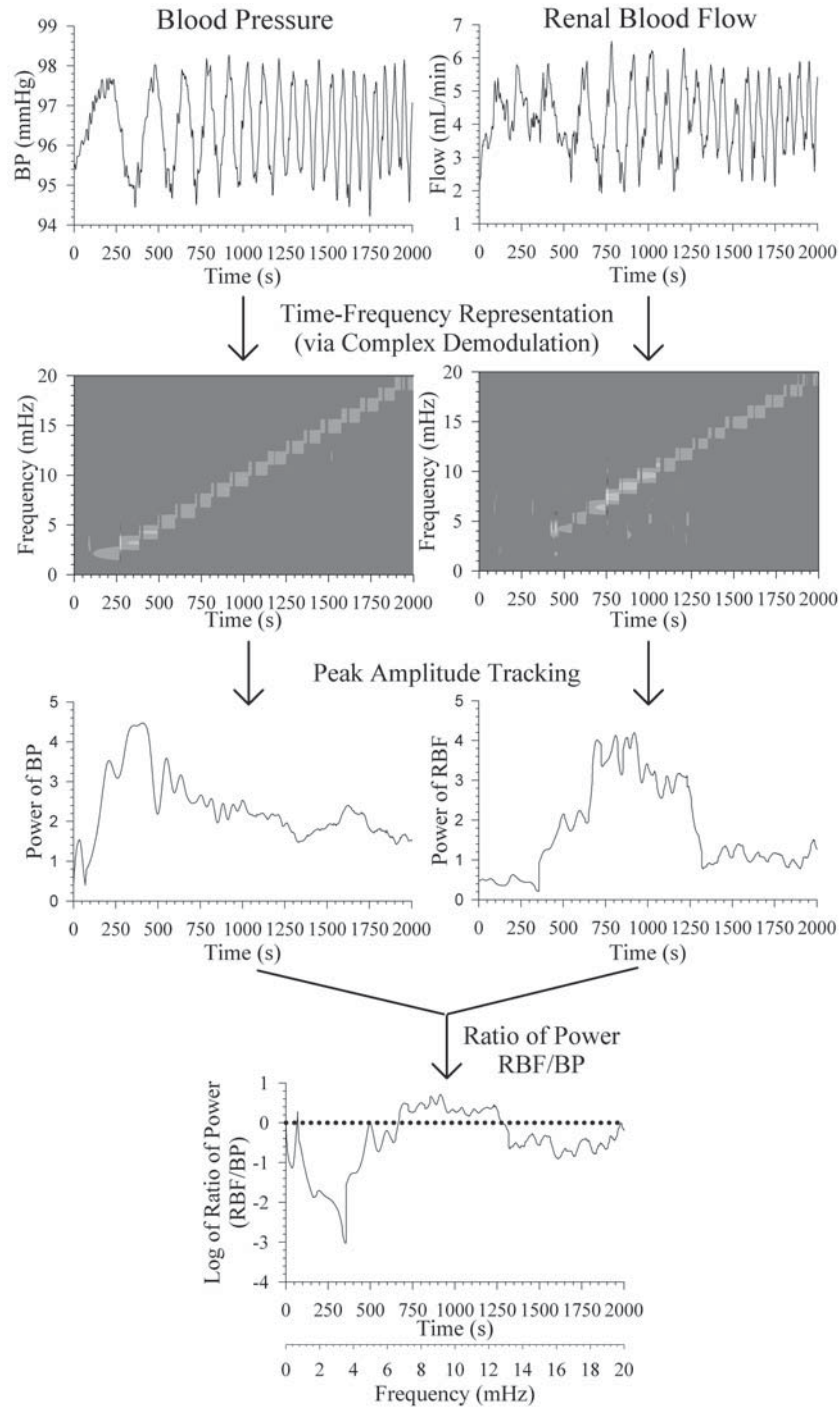 Blood Pressure
Renal Blood Flow
BP (mmHg)
99
98
97
96
95
94
0 250 500 750 1000 1250 1500 1750 2000
Time (s)
Flow (mL/min)
7
6
5
4
3
2
1
0 250 500 750 1000 1250 1500 1750 2000
Time (s)
Time-Frequency Representation
(via Complex Demodulation)
Frequency (mHz)
20
15
10
5
0
0 250 500 750 1000 1250 1500 1750 2000
Time (s)
Frequency (mHz)
20
15
10
5
0
0 250 500 750 1000 1250 1500 1750 2000
Time (s)
Peak Amplitude Tracking
Power of BP
5
4
3
2
1
0
0 250 500 750 1000 1250 1500 1750 2000
Time (s)
Power of RBF
5
4
3
2
1
0
0 250 500 750 1000 1250 1500 1750 2000
Time (s)
Ratio of Power
RBF/BP
Log of Ratio of Power
(RBF/BP)
1
0
-1
-2
-3
-4
0 250 500 750 1000 1250 1500 1750 2000
Time (s)
0 2 4 6 8 10 12 14 16 18 20
Frequency (mHz)